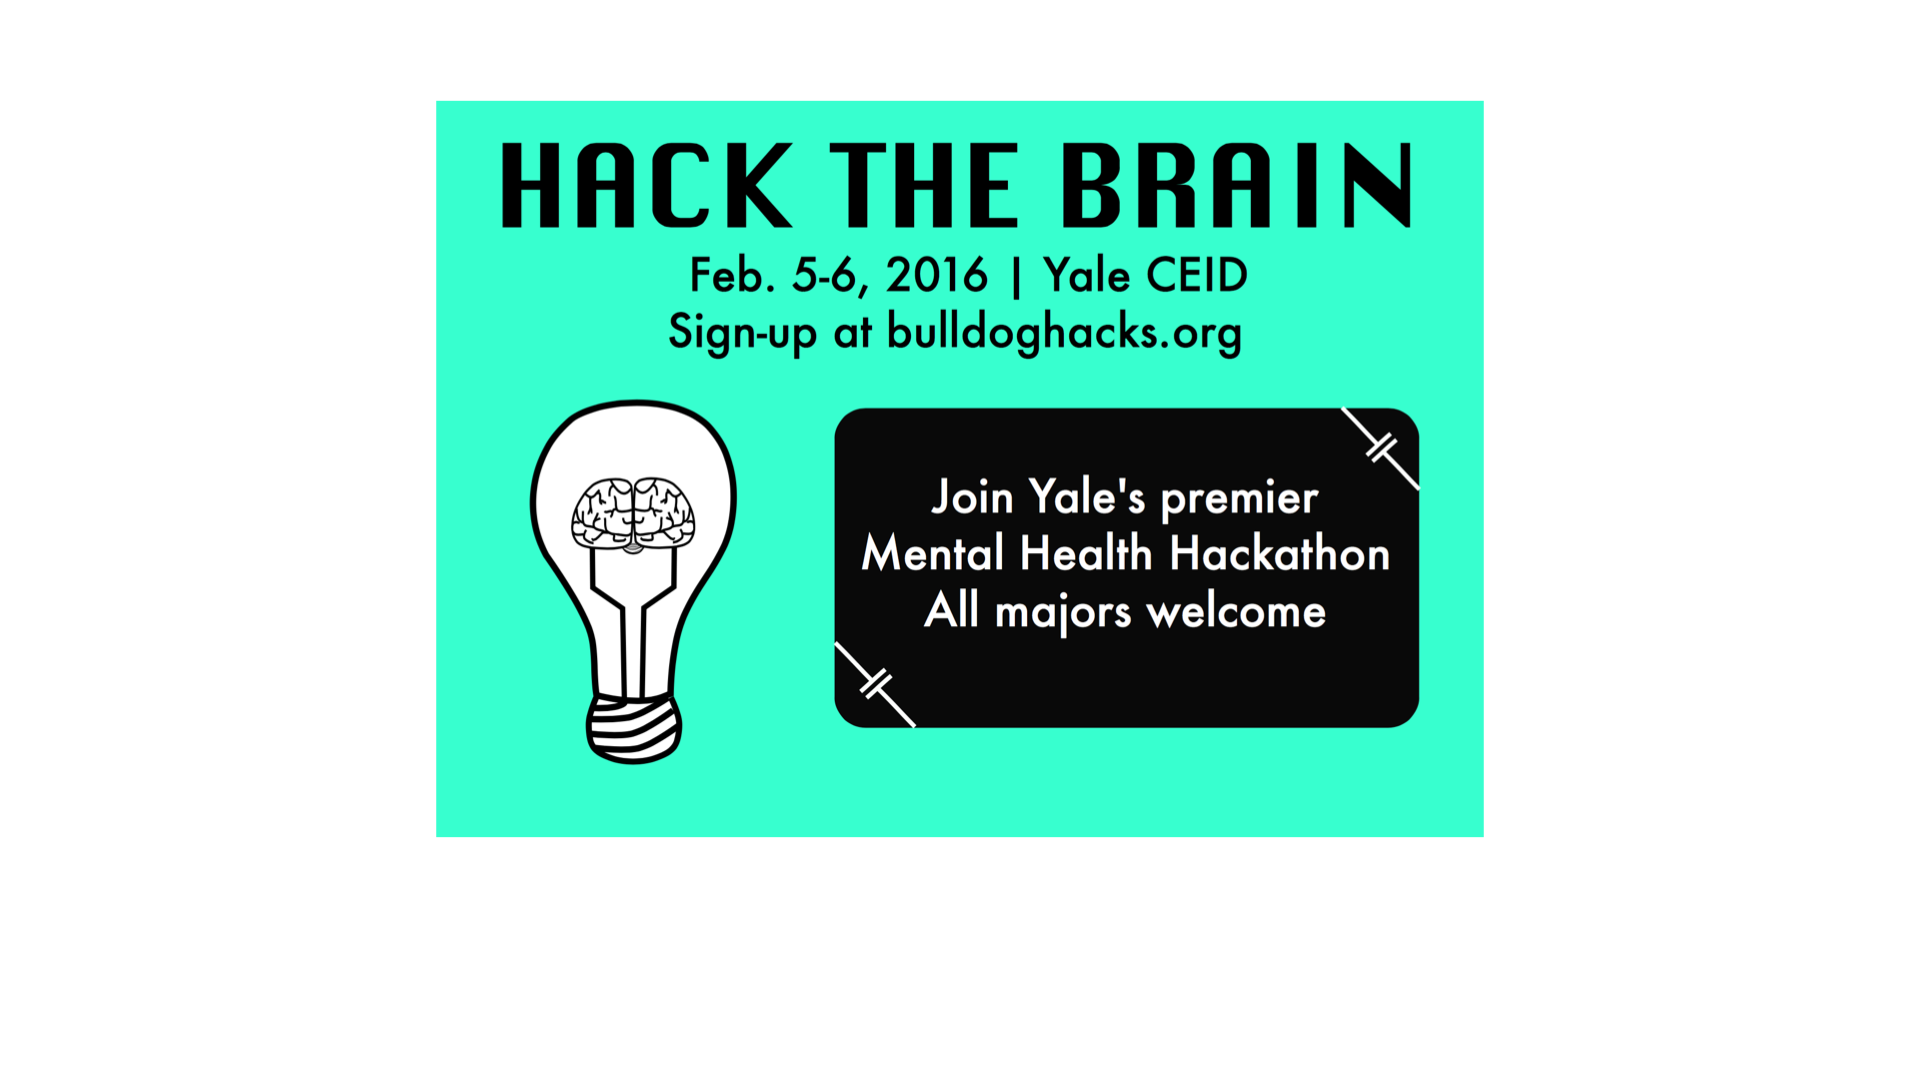 HACK THE BRAIN
Feb. 5-6, 2016 | Yale CEID
Sign-up at bulldoghacks.org
Join Yale's premier
Mental Health Hackathon
All majors welcome